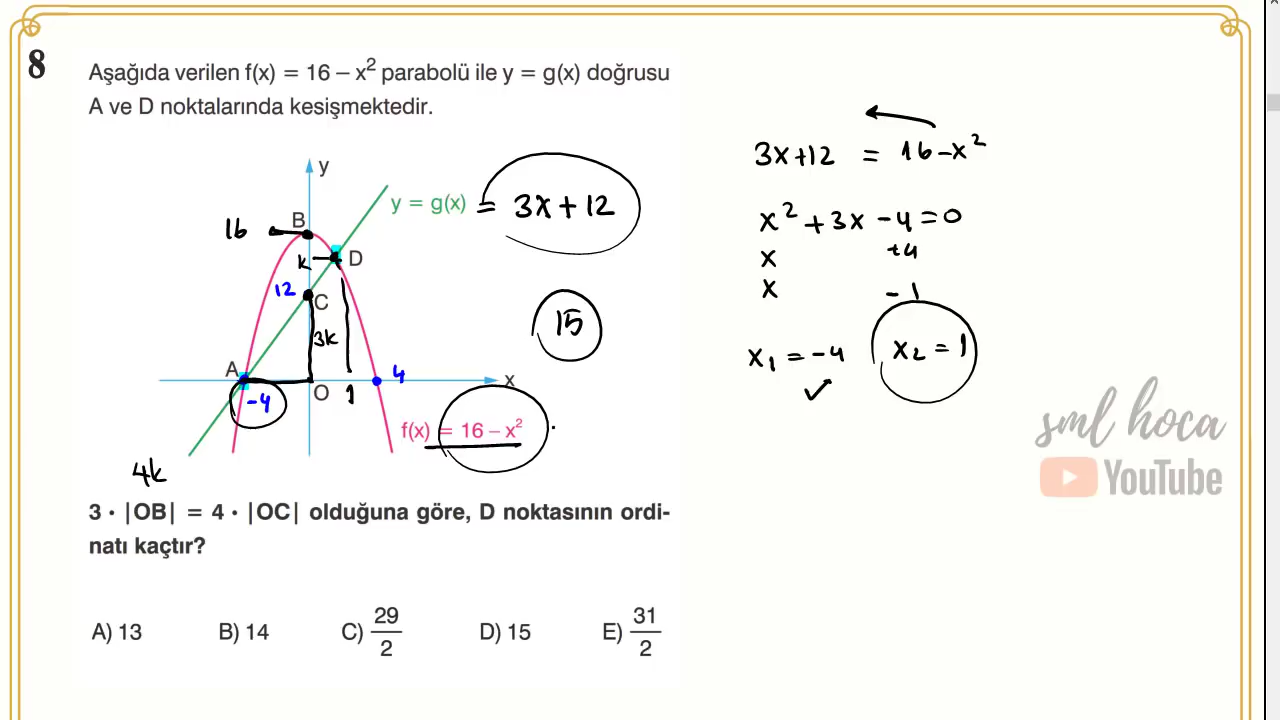 8
Aşağıda verilen f(x) = 16 – x² parabolü ile y = g(x) doğrusu
A ve D noktalarında kesişmektedir.
3x+12 = 16-x²
x² + 3x - 4 = 0
x +4
x - 1
x₁ = -4 x₂ = 1
✓
y
y = g(x) = 3x + 12
16
B
k
D
12
C
3k
15
A
-4
O
1
4
x
f(x) = 16 – x²
4k
3 · |OB| = 4 · |OC| olduğuna göre, D noktasının ordi-
natı kaçtır?
A) 13 B) 14 C) 29/2 D) 15 E) 31/2
sml hoca
YouTube